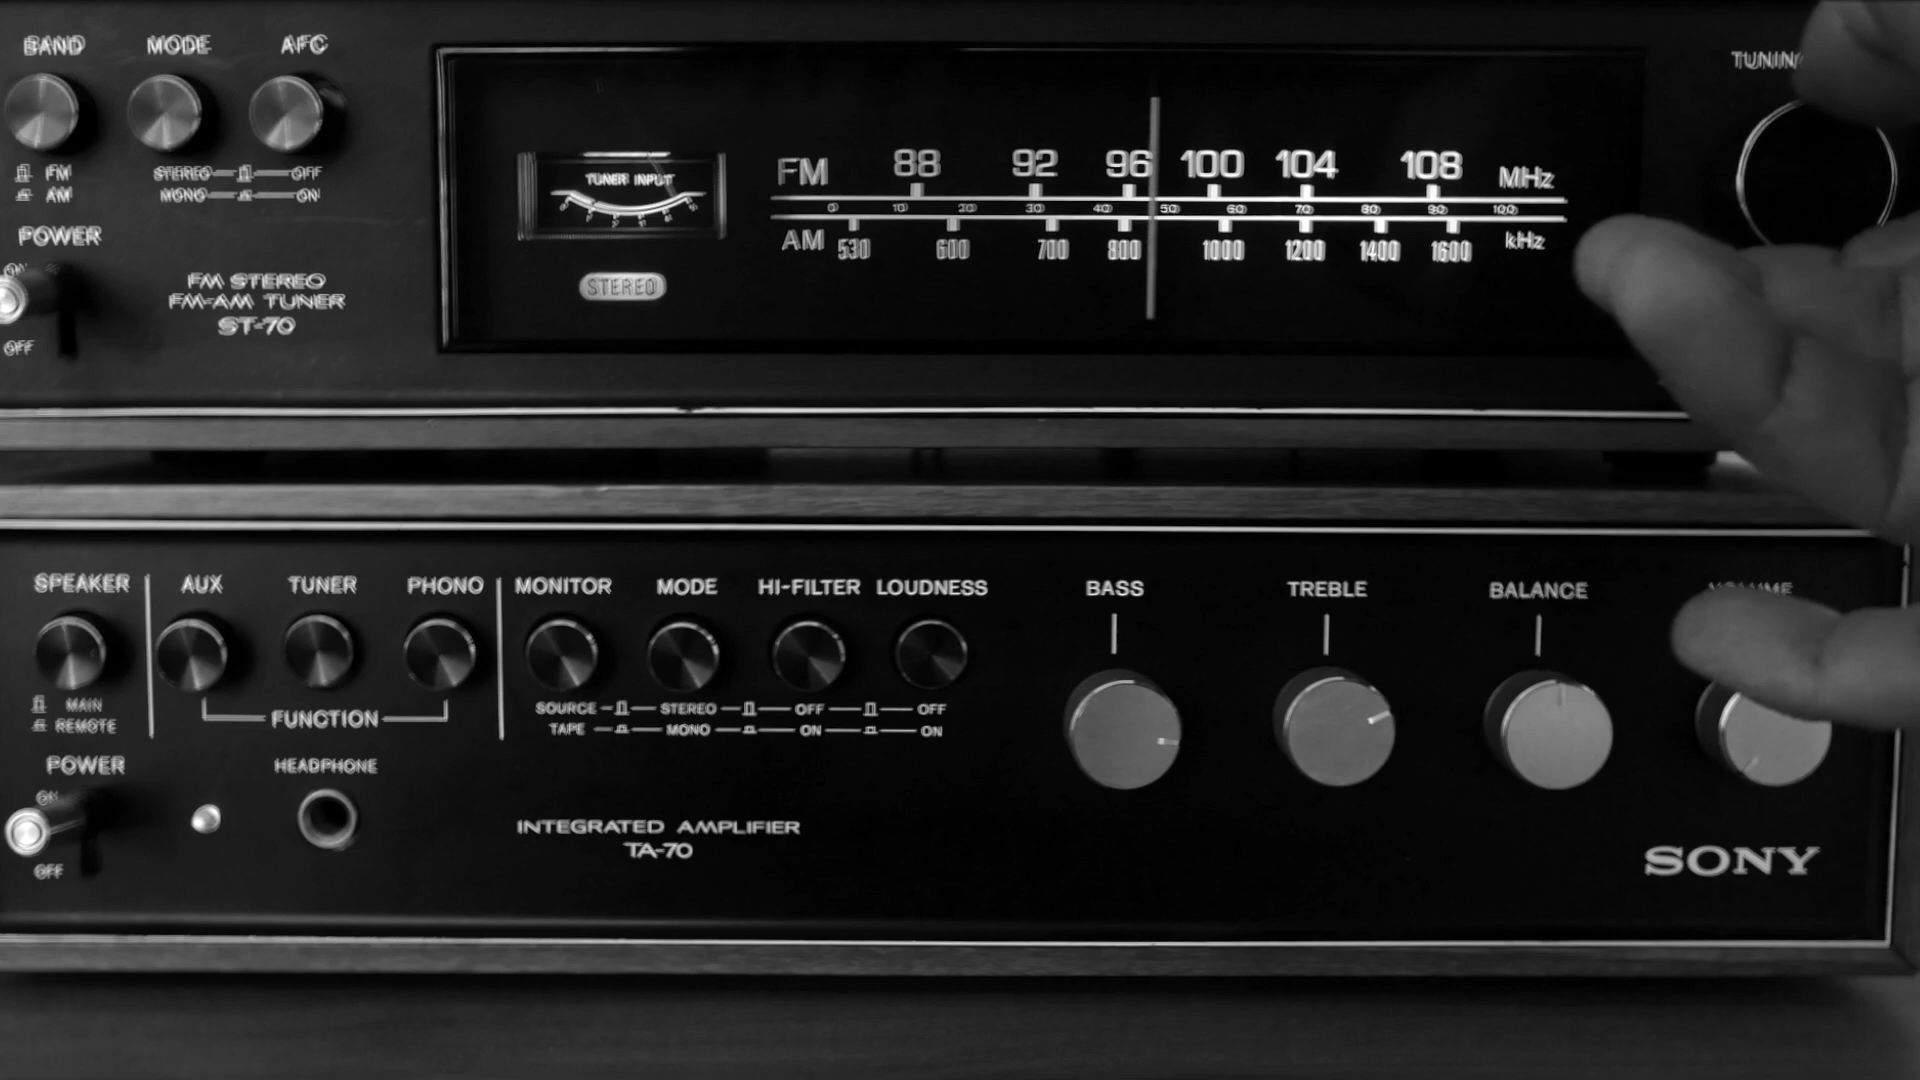 BAND MODE AFC
FM STEREO OFF
AM MONO ON
POWER
ON
OFF
FM STEREO
FM-AM TUNER
ST-70
TUNER INPUT
STEREO
FM 88 92 96 100 104 108 MHz
0 10 20 30 40 50 60 70 80 90 100
AM 530 600 700 800 1000 1200 1400 1600 kHz
TUNIN
SPEAKER AUX TUNER PHONO MONITOR MODE HI-FILTER LOUDNESS BASS TREBLE BALANCE VOLUME
MAIN
REMOTE
FUNCTION
SOURCE STEREO OFF OFF
TAPE MONO ON ON
POWER
ON
OFF
HEADPHONE
INTEGRATED AMPLIFIER
TA-70
SONY